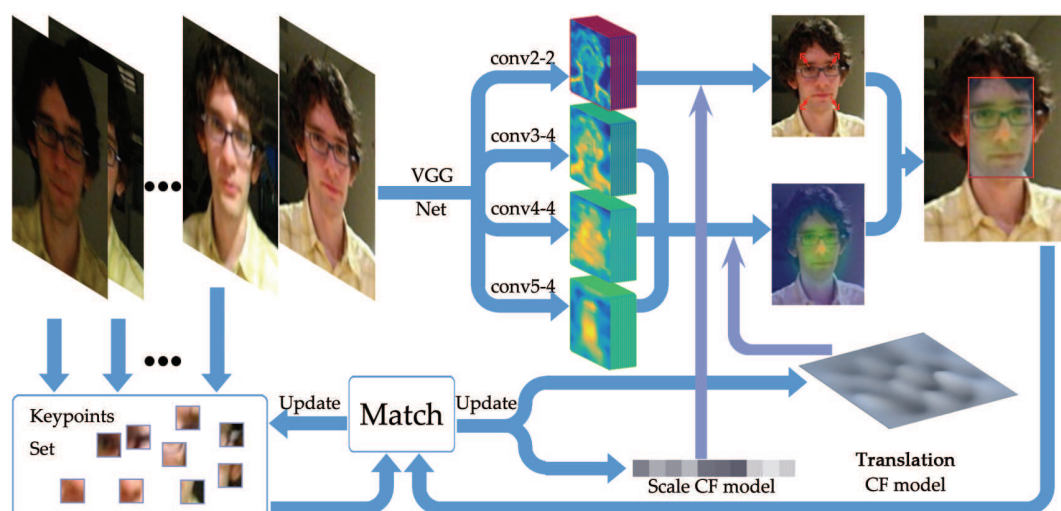 conv2-2
conv3-4
VGG
Net
conv4-4
conv5-4
Keypoints
Set
Update
Match
Update
Scale CF model
Translation
CF model